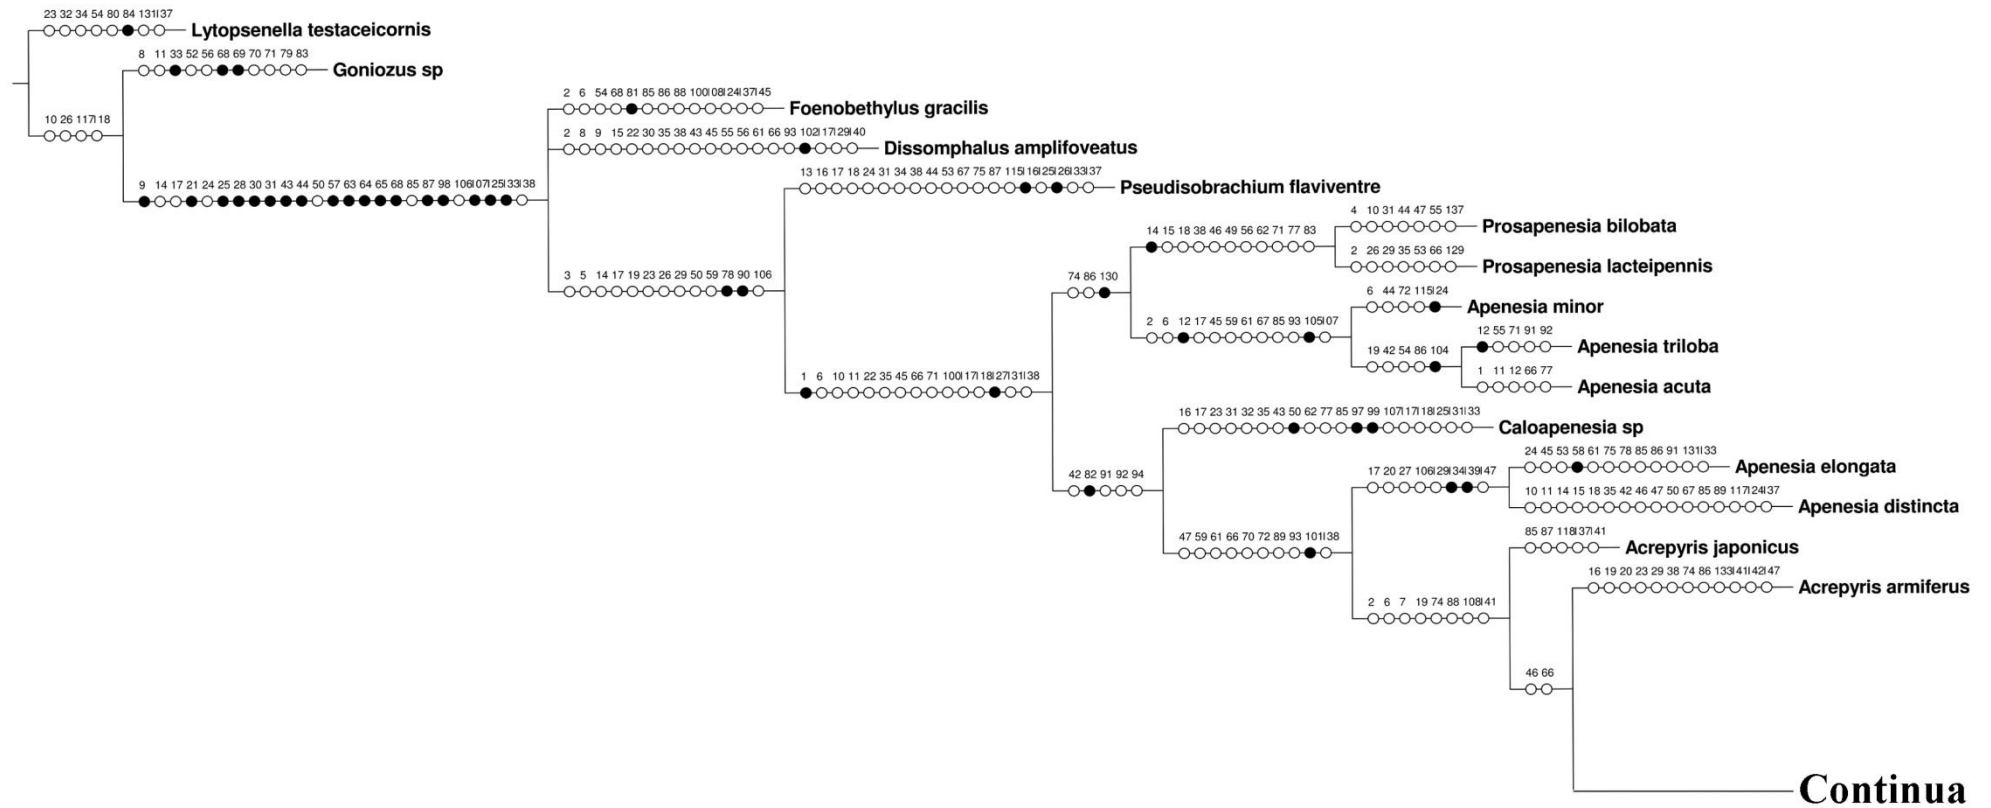 23 32 34 54 80 84 131 137
Lytopsenella testaceicornis
8 11 33 52 56 68 69 70 71 79 83
Goniozus sp
2 6 54 68 81 85 86 88 100 108 124 137 145
Foenobethylus gracilis
10 26 117 118
2 8 9 15 22 30 35 38 43 45 55 56 61 66 93 102 117 129 140
Dissomphalus amplifoveatus
9 14 17 21 24 25 28 30 31 43 44 50 57 63 64 65 68 85 87 98 106 107 125 133 138
13 16 17 18 24 31 34 38 44 53 67 75 87 115 116 125 126 133 137
Pseudisobrachium flaviventre
4 10 31 44 47 55 137
Prosapenesia bilobata
14 15 18 38 46 49 56 62 71 77 83
2 26 29 35 53 66 129
Prosapenesia lacteipennis
3 5 14 17 19 23 26 29 50 59 78 90 106
74 86 130
6 44 72 115 124
Apenesia minor
2 6 12 17 45 59 61 67 85 93 105 107
12 55 71 91 92
Apenesia triloba
19 42 54 86 104
1 11 12 66 77
Apenesia acuta
1 6 10 11 22 35 45 66 71 100 117 118 127 131 138
16 17 23 31 32 35 43 50 62 77 85 97 99 107 117 118 125 131 133
Caloapenesia sp
24 45 53 58 61 75 78 85 86 91 131 133
Apenesia elongata
42 82 91 92 94
17 20 27 106 129 134 139 147
10 11 14 15 18 35 42 46 47 50 67 85 89 117 124 137
Apenesia distincta
47 59 61 66 70 72 89 93 101 138
85 87 118 137 141
Acrepyris japonicus
16 19 20 23 29 38 74 86 133 141 142 147
Acrepyris armiferus
2 6 7 19 74 88 108 141
46 66
Continua